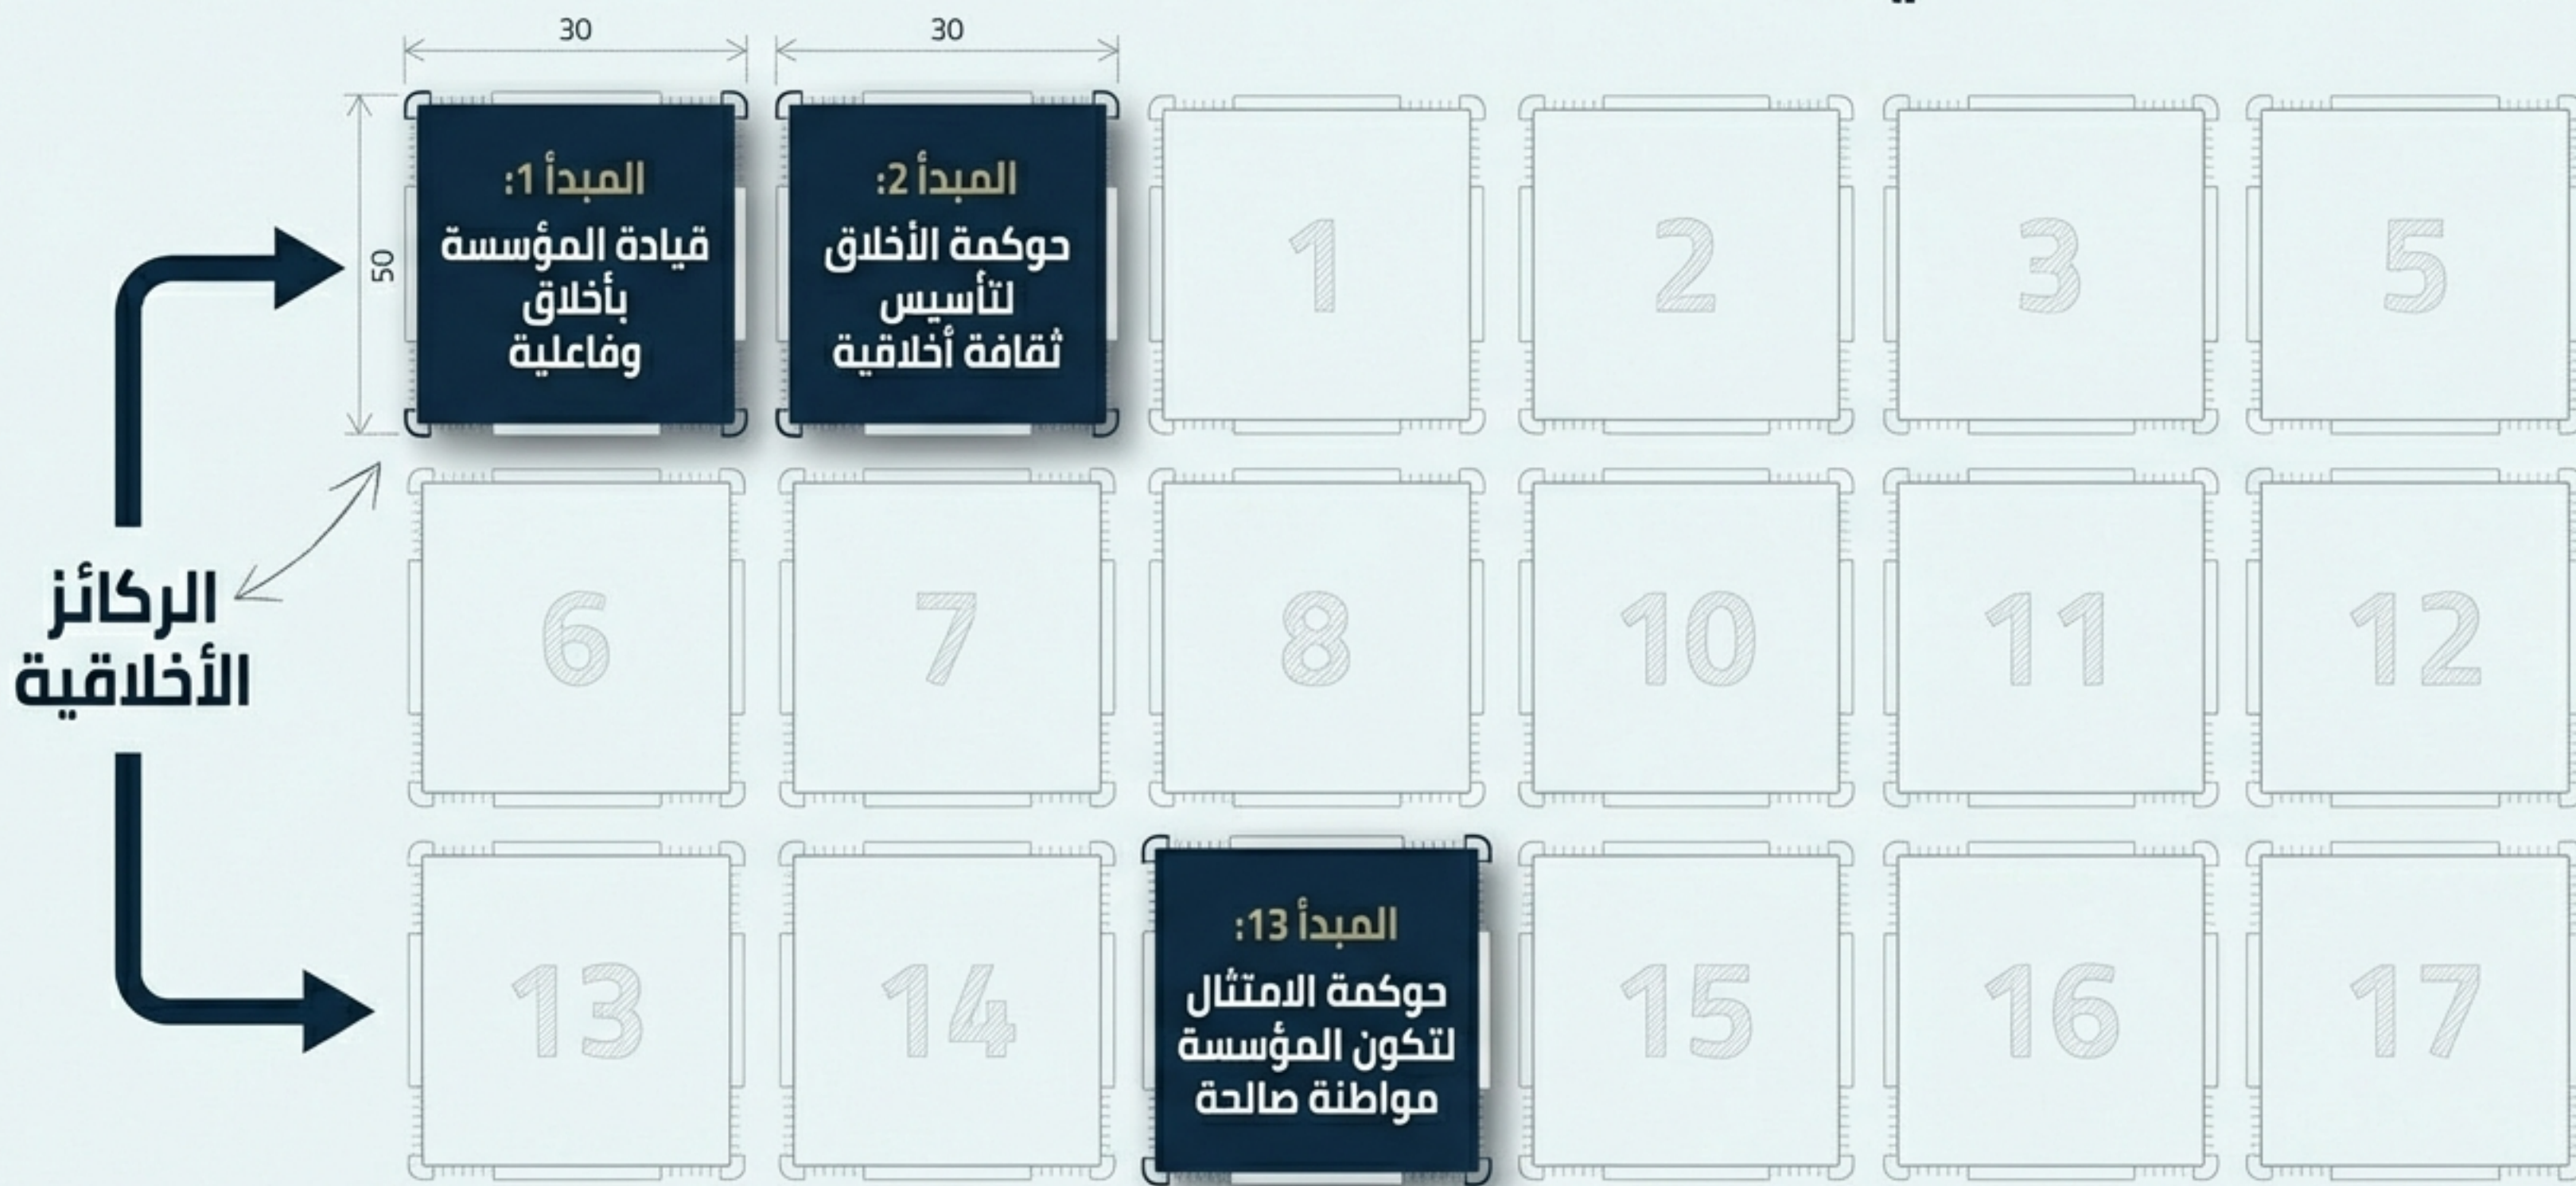 30
30
50
المبدأ 1:
قيادة المؤسسة
بأخلاق
وفاعلية
المبدأ 2:
حوكمة الأخلاق
لتأسيس
ثقافة أخلاقية
1
2
3
5
الركائز
الأخلاقية
6
7
8
10
11
12
13
14
المبدأ 13:
حوكمة الامتثال
لتكون المؤسسة
مواطنة صالحة
15
16
17